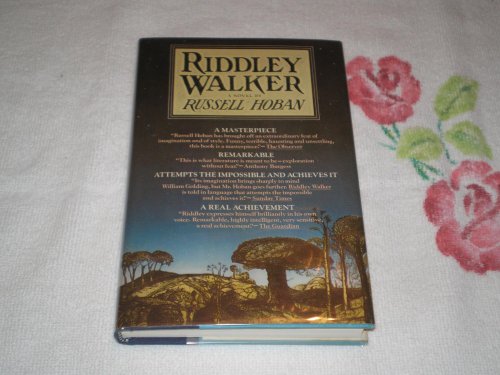 RIDDLEY
WALKER
A NOVEL BY
RUSSELL HOBAN
A MASTERPIECE
"Russell Hoban has brought off an extraordinary feat of
imagination and of style. Funny, terrible, haunting and unsettling,
this book is a masterpiece."—The Observer
REMARKABLE
"This is what literature is meant to be—exploration
without fear."—Anthony Burgess
ATTEMPTS THE IMPOSSIBLE AND ACHIEVES IT
"Its imagination brings sharply to mind
William Golding, but Mr. Hoban goes further. Riddley Walker
is told in language that attempts the impossible
and achieves it."—Sunday Times
A REAL ACHIEVEMENT
"Riddley expresses himself brilliantly in his own
voice. Remarkable, highly intelligent, very sensitive,
a real achievement."—The Guardian